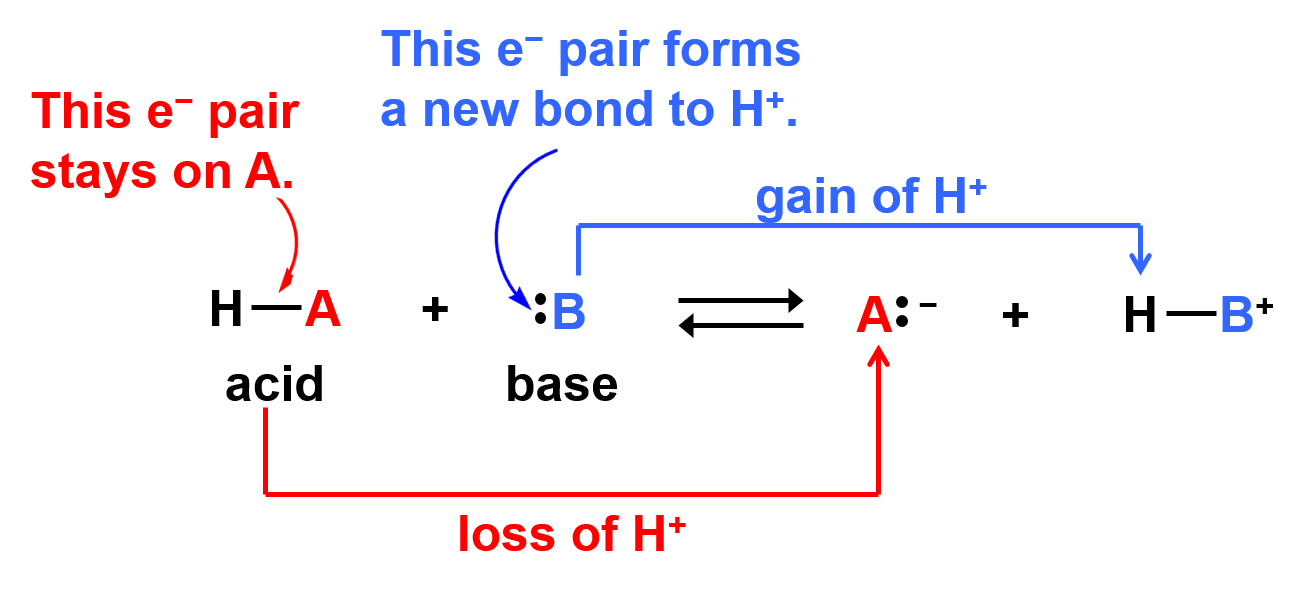 This e⁻ pair forms
a new bond to H⁺.
This e⁻ pair
stays on A.
gain of H⁺
H—A + :B ⇌ A:⁻ + H—B⁺
acid base
loss of H⁺